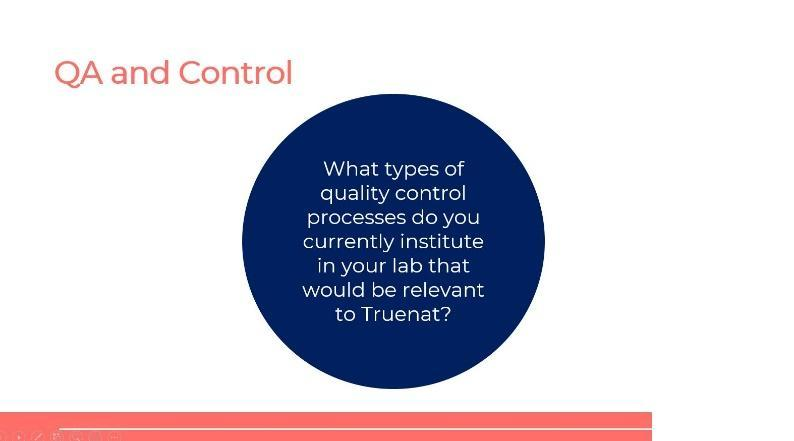 QA and Control
What types of
quality control
processes do you
currently institute
in your lab that
would be relevant
to Truenat?